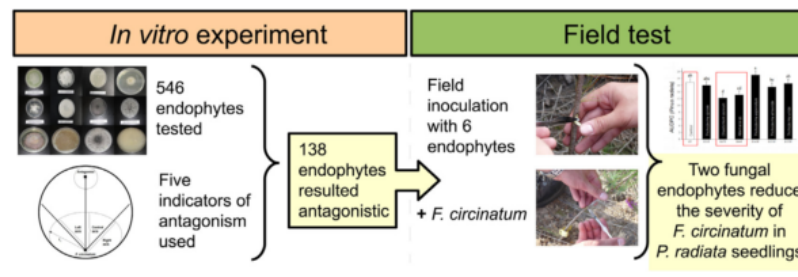 In vitro experiment
Field test
546
endophytes
tested
Five
indicators of
antagonism
used
138
endophytes
resulted
antagonistic
Field
inoculation
with 6
endophytes
+ F. circinatum
Two fungal
endophytes reduce
the severity of
F. circinatum in
P. radiata seedlings